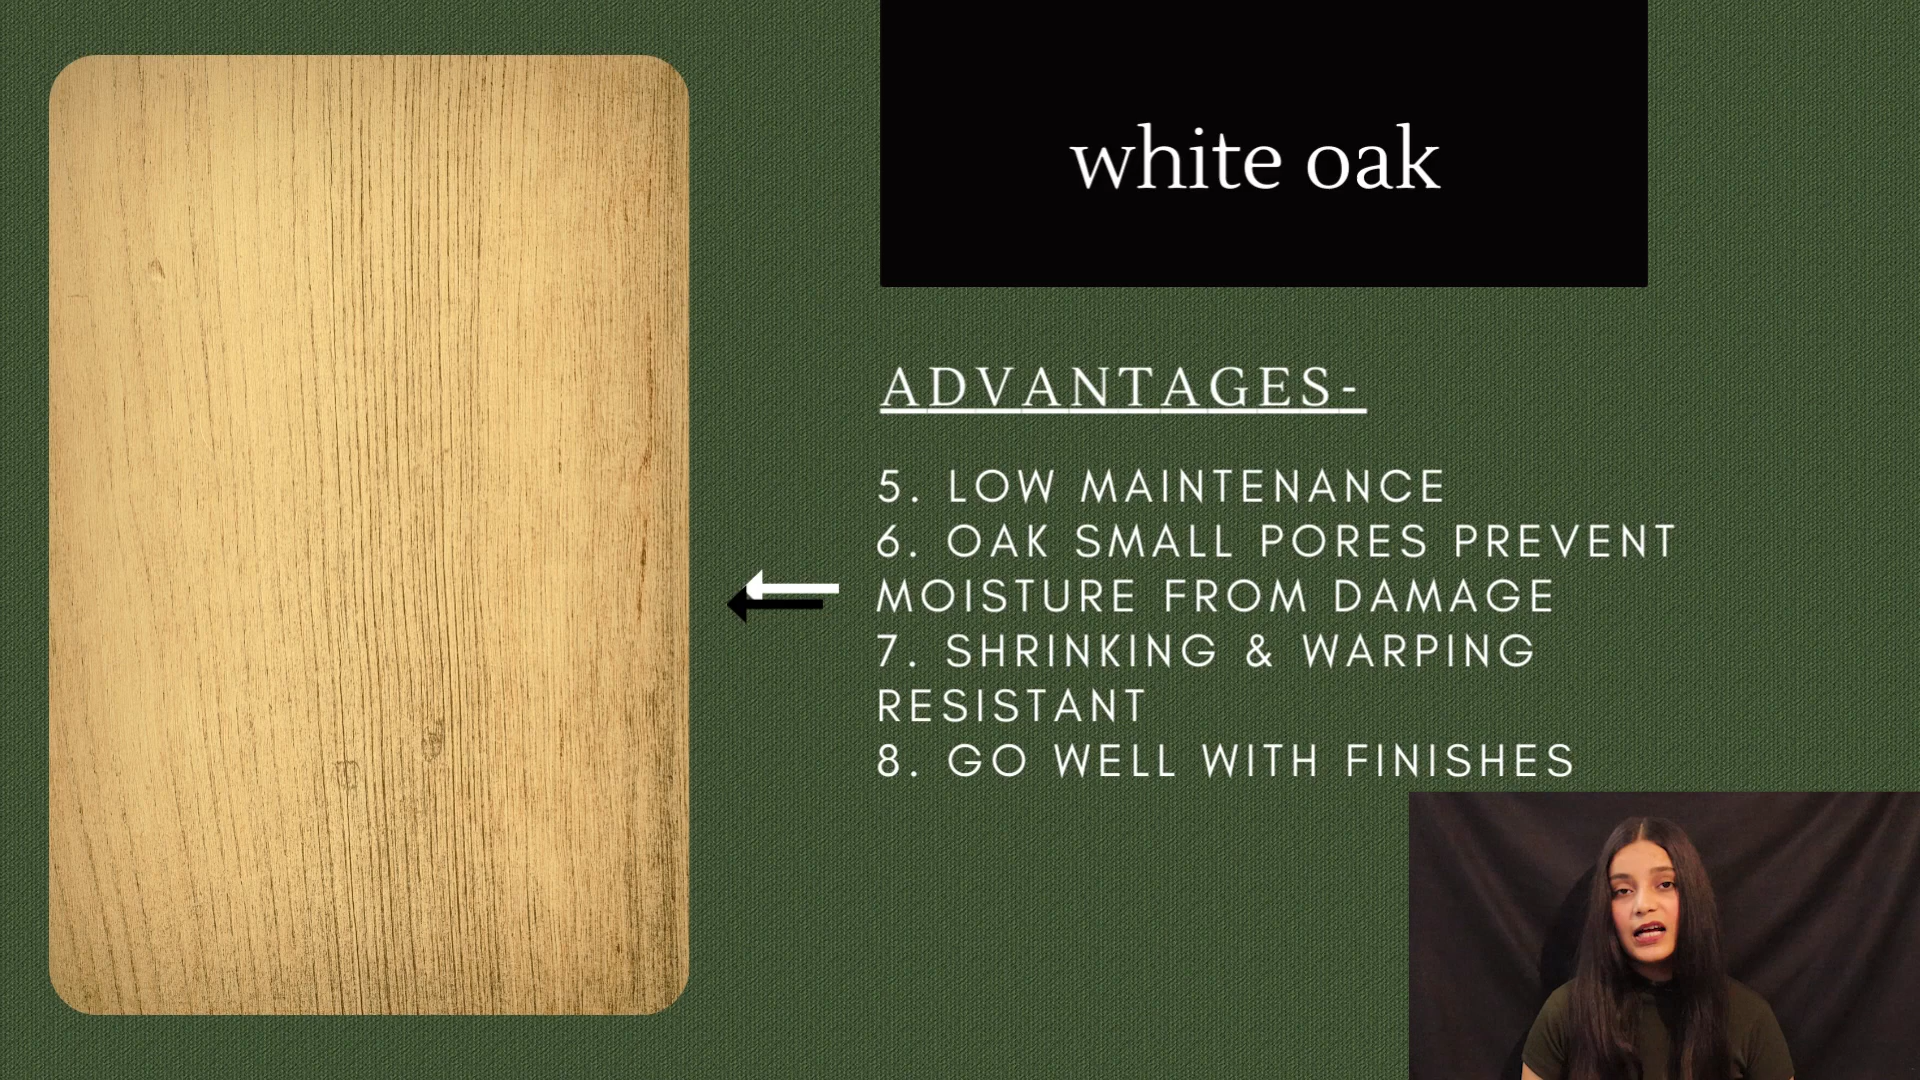 white oak
ADVANTAGES-
5. LOW MAINTENANCE
6. OAK SMALL PORES PREVENT
MOISTURE FROM DAMAGE
7. SHRINKING & WARPING
RESISTANT
8. GO WELL WITH FINISHES